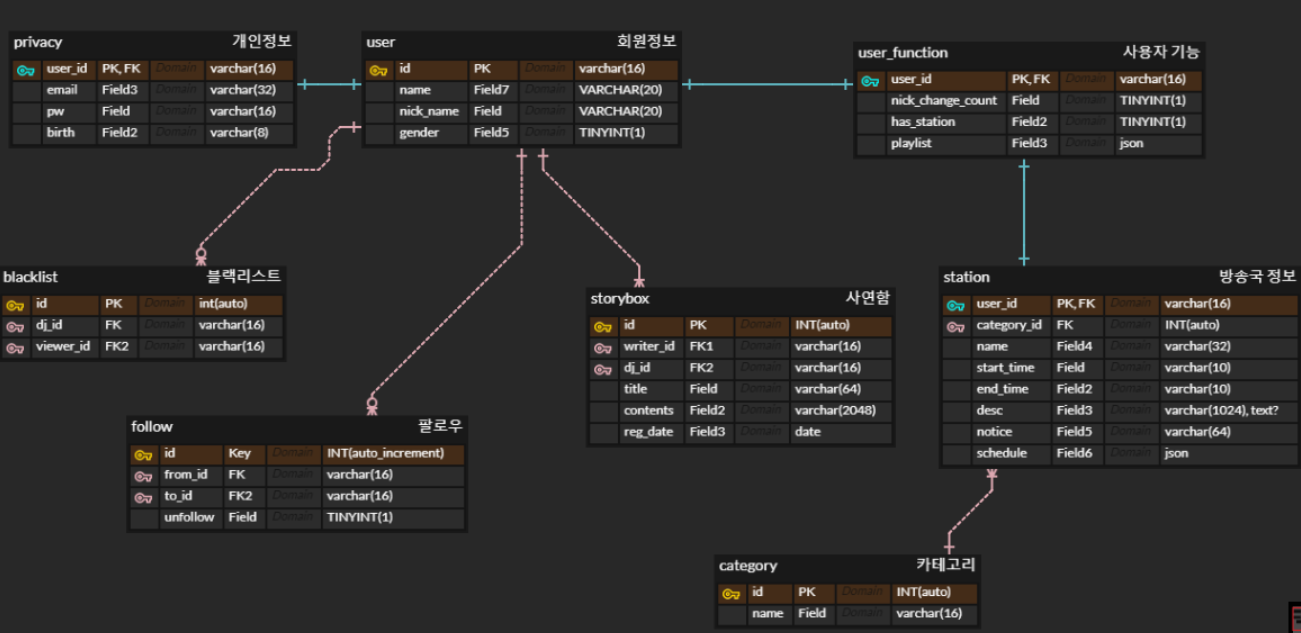 privacy 개인정보
user_id PK, FK Domain varchar(16)
email Field3 Domain varchar(32)
pw Field Domain varchar(16)
birth Field2 Domain varchar(8)
user 회원정보
id PK Domain varchar(16)
name Field7 Domain VARCHAR(20)
nick_name Field Domain VARCHAR(20)
gender Field5 Domain TINYINT(1)
user_function 사용자 기능
user_id PK, FK Domain varchar(16)
nick_change_count Field Domain TINYINT(1)
has_station Field2 Domain TINYINT(1)
playlist Field3 Domain json
blacklist 블랙리스트
id PK Domain int(auto)
dj_id FK Domain varchar(16)
viewer_id FK2 Domain varchar(16)
storybox 사연함
id PK Domain INT(auto)
writer_id FK1 Domain varchar(16)
dj_id FK2 Domain varchar(16)
title Field Domain varchar(64)
contents Field2 Domain varchar(2048)
reg_date Field3 Domain date
station 방송국 정보
user_id PK, FK Domain varchar(16)
category_id FK Domain INT(auto)
name Field4 Domain varchar(32)
start_time Field Domain varchar(10)
end_time Field2 Domain varchar(10)
desc Field3 Domain varchar(1024), text?
notice Field5 Domain varchar(64)
schedule Field6 Domain json
follow 팔로우
id Key Domain INT(auto_increment)
from_id FK Domain varchar(16)
to_id FK2 Domain varchar(16)
unfollow Field Domain TINYINT(1)
category 카테고리
id PK Domain INT(auto)
name Field Domain varchar(16)